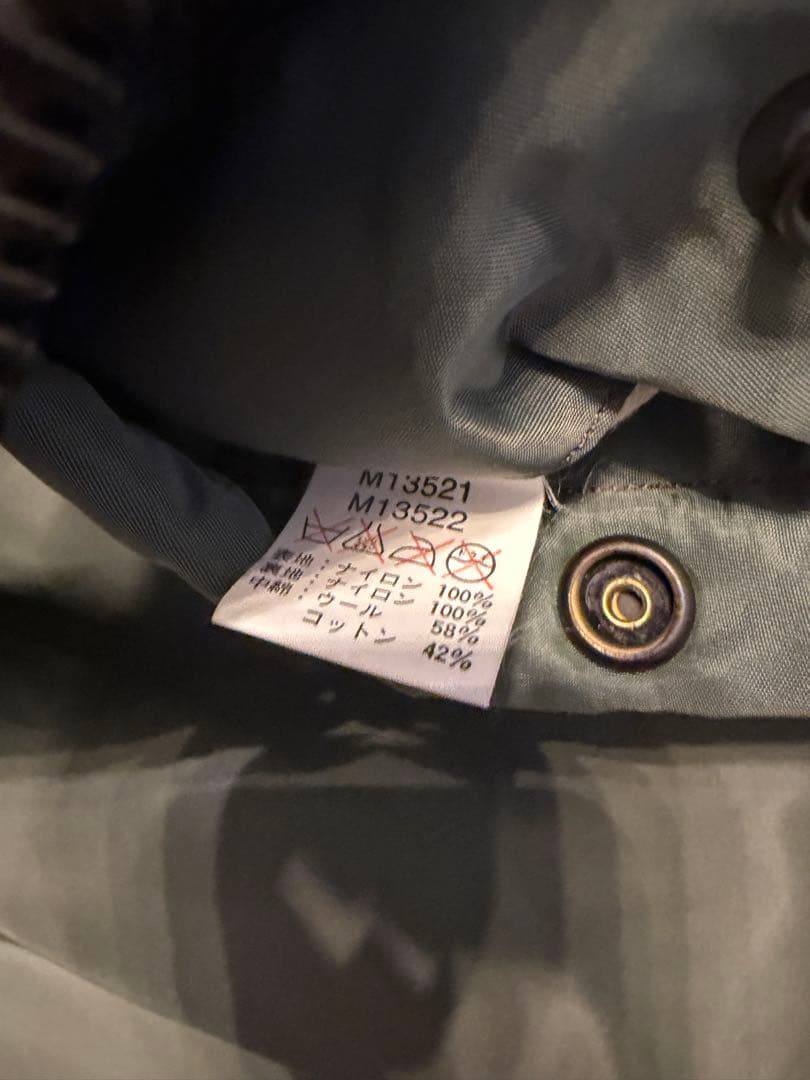 M13521
M13522
表地：ナイロン 100%
裏地：ナイロン 100%
中綿：ウール 58%
コットン 42%